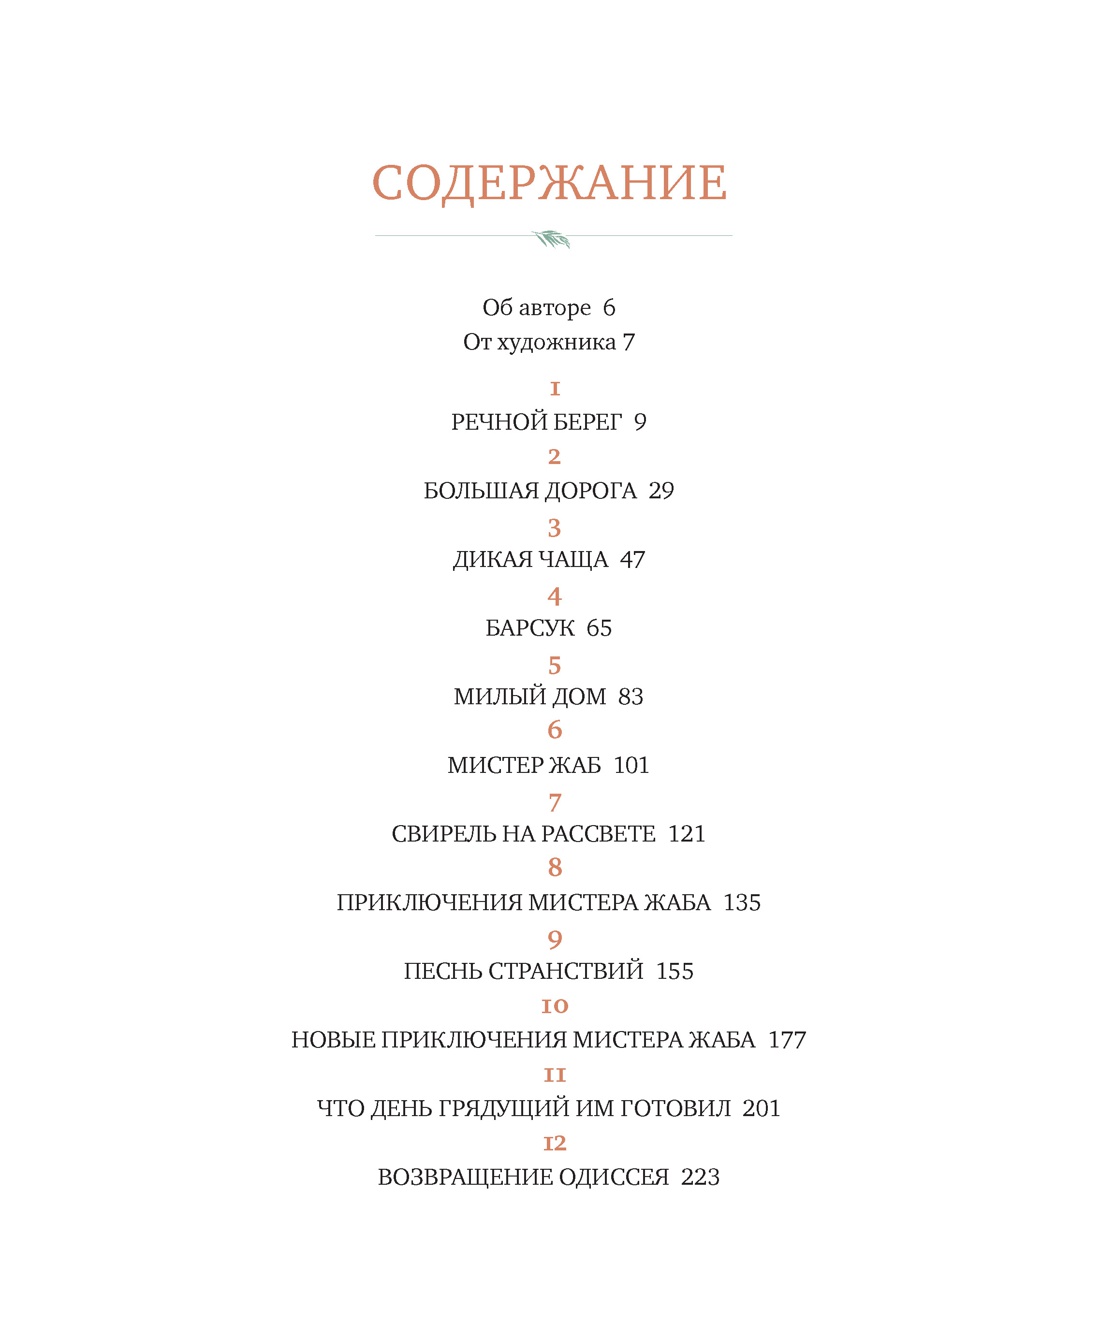 СОДЕРЖАНИЕ
Об авторе 6
От художника 7
1
РЕЧНОЙ БЕРЕГ 9
2
БОЛЬШАЯ ДОРОГА 29
3
ДИКАЯ ЧАЩА 47
4
БАРСУК 65
5
МИЛЫЙ ДОМ 83
6
МИСТЕР ЖАБ 101
7
СВИРЕЛЬ НА РАССВЕТЕ 121
8
ПРИКЛЮЧЕНИЯ МИСТЕРА ЖАБА 135
9
ПЕСНЬ СТРАНСТВИЙ 155
10
НОВЫЕ ПРИКЛЮЧЕНИЯ МИСТЕРА ЖАБА 177
11
ЧТО ДЕНЬ ГРЯДУЩИЙ ИМ ГОТОВИЛ 201
12
ВОЗВРАЩЕНИЕ ОДИССЕЯ 223